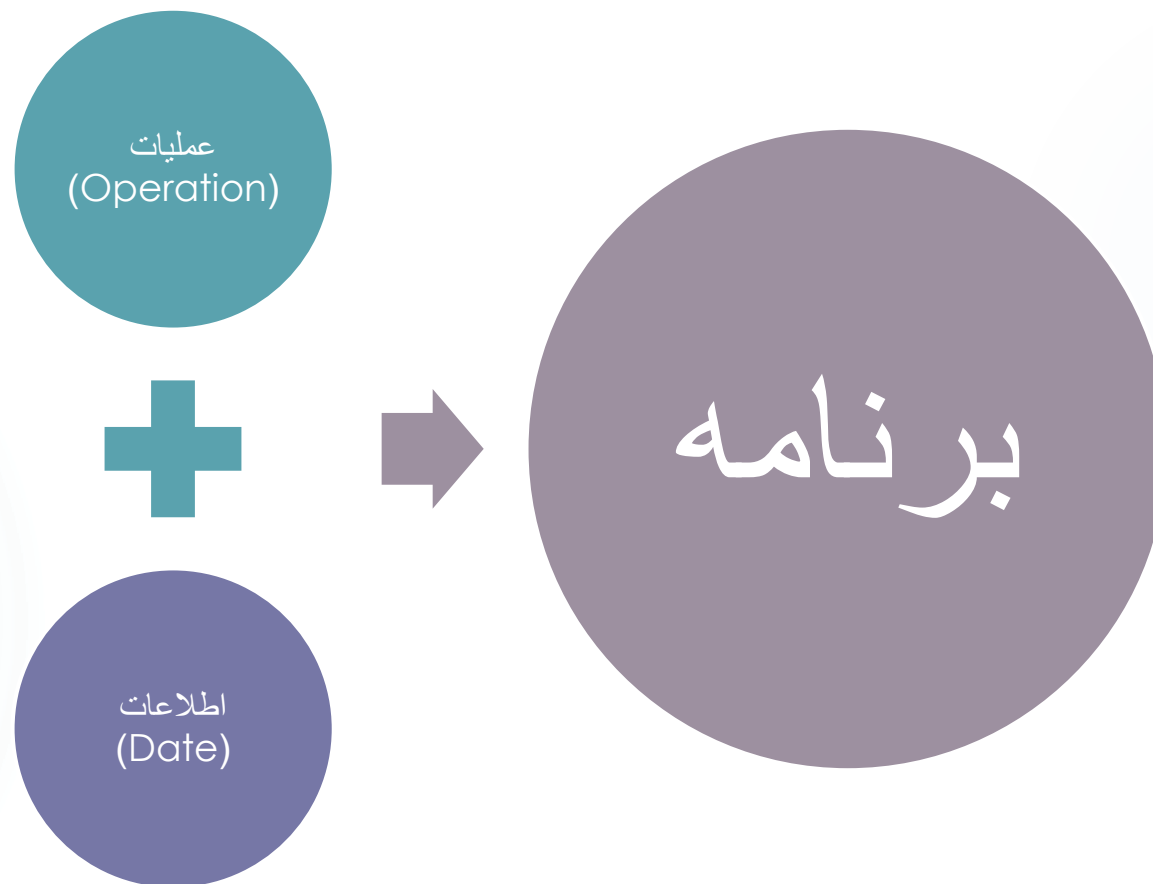 عملیات
(Operation)
اطلاعات
(Date)
برنامه